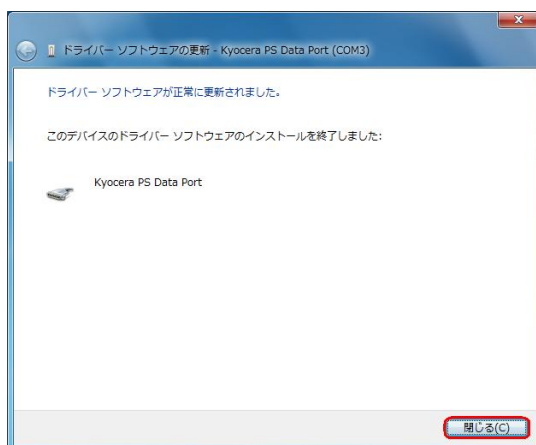 ドライバー ソフトウェアの更新 - Kyocera PS Data Port (COM3)
ドライバー ソフトウェアが正常に更新されました。
このデバイスのドライバー ソフトウェアのインストールを終了しました:
Kyocera PS Data Port
閉じる(C)